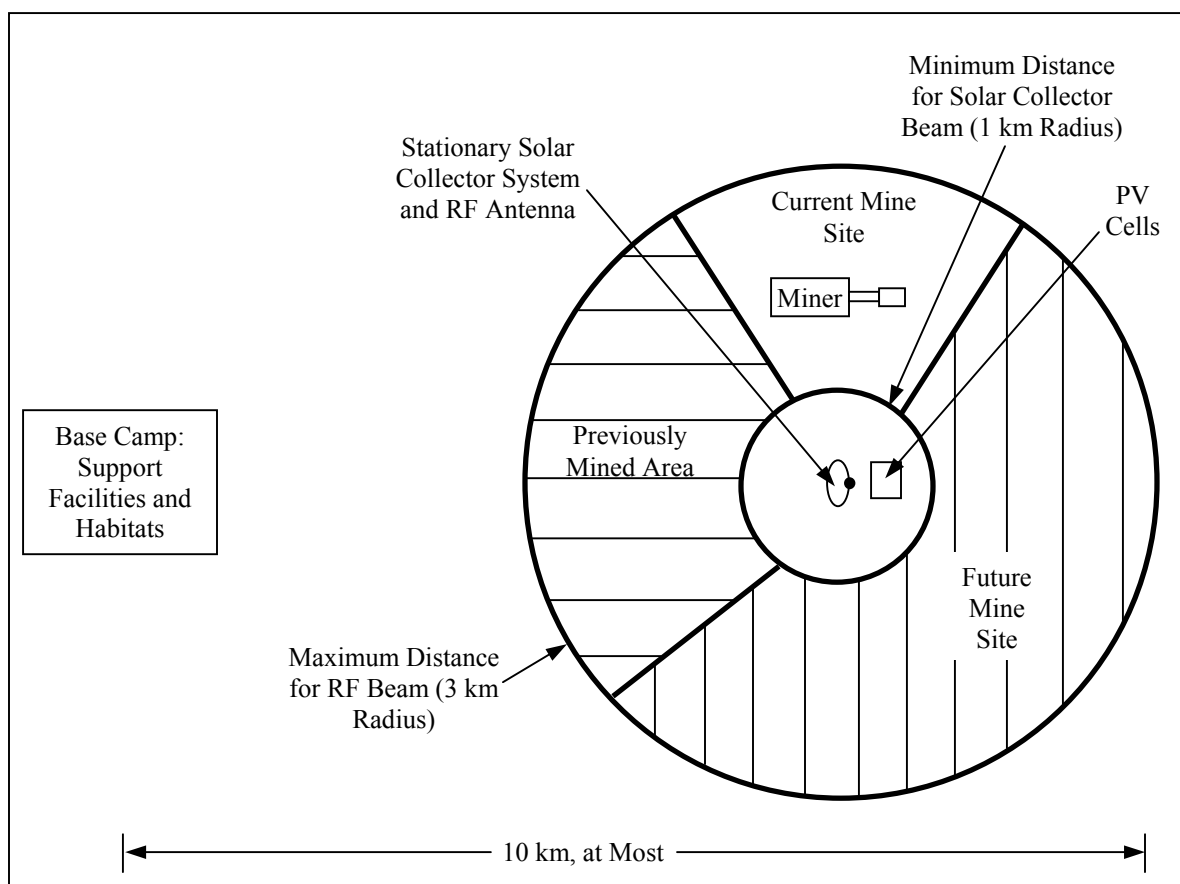 Minimum Distance
for Solar Collector
Beam (1 km Radius)
Stationary Solar
Collector System
and RF Antenna
Current Mine
Site
PV
Cells
Miner
Base Camp:
Support
Facilities and
Habitats
Previously
Mined Area
Future
Mine
Site
Maximum Distance
for RF Beam (3 km
Radius)
10 km, at Most